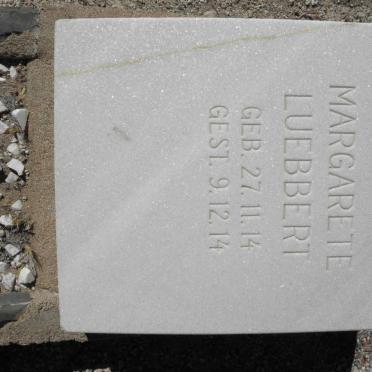 MARGARETE
LUEBBERT
GEB. 27.11.14
GEST. 9.12.14